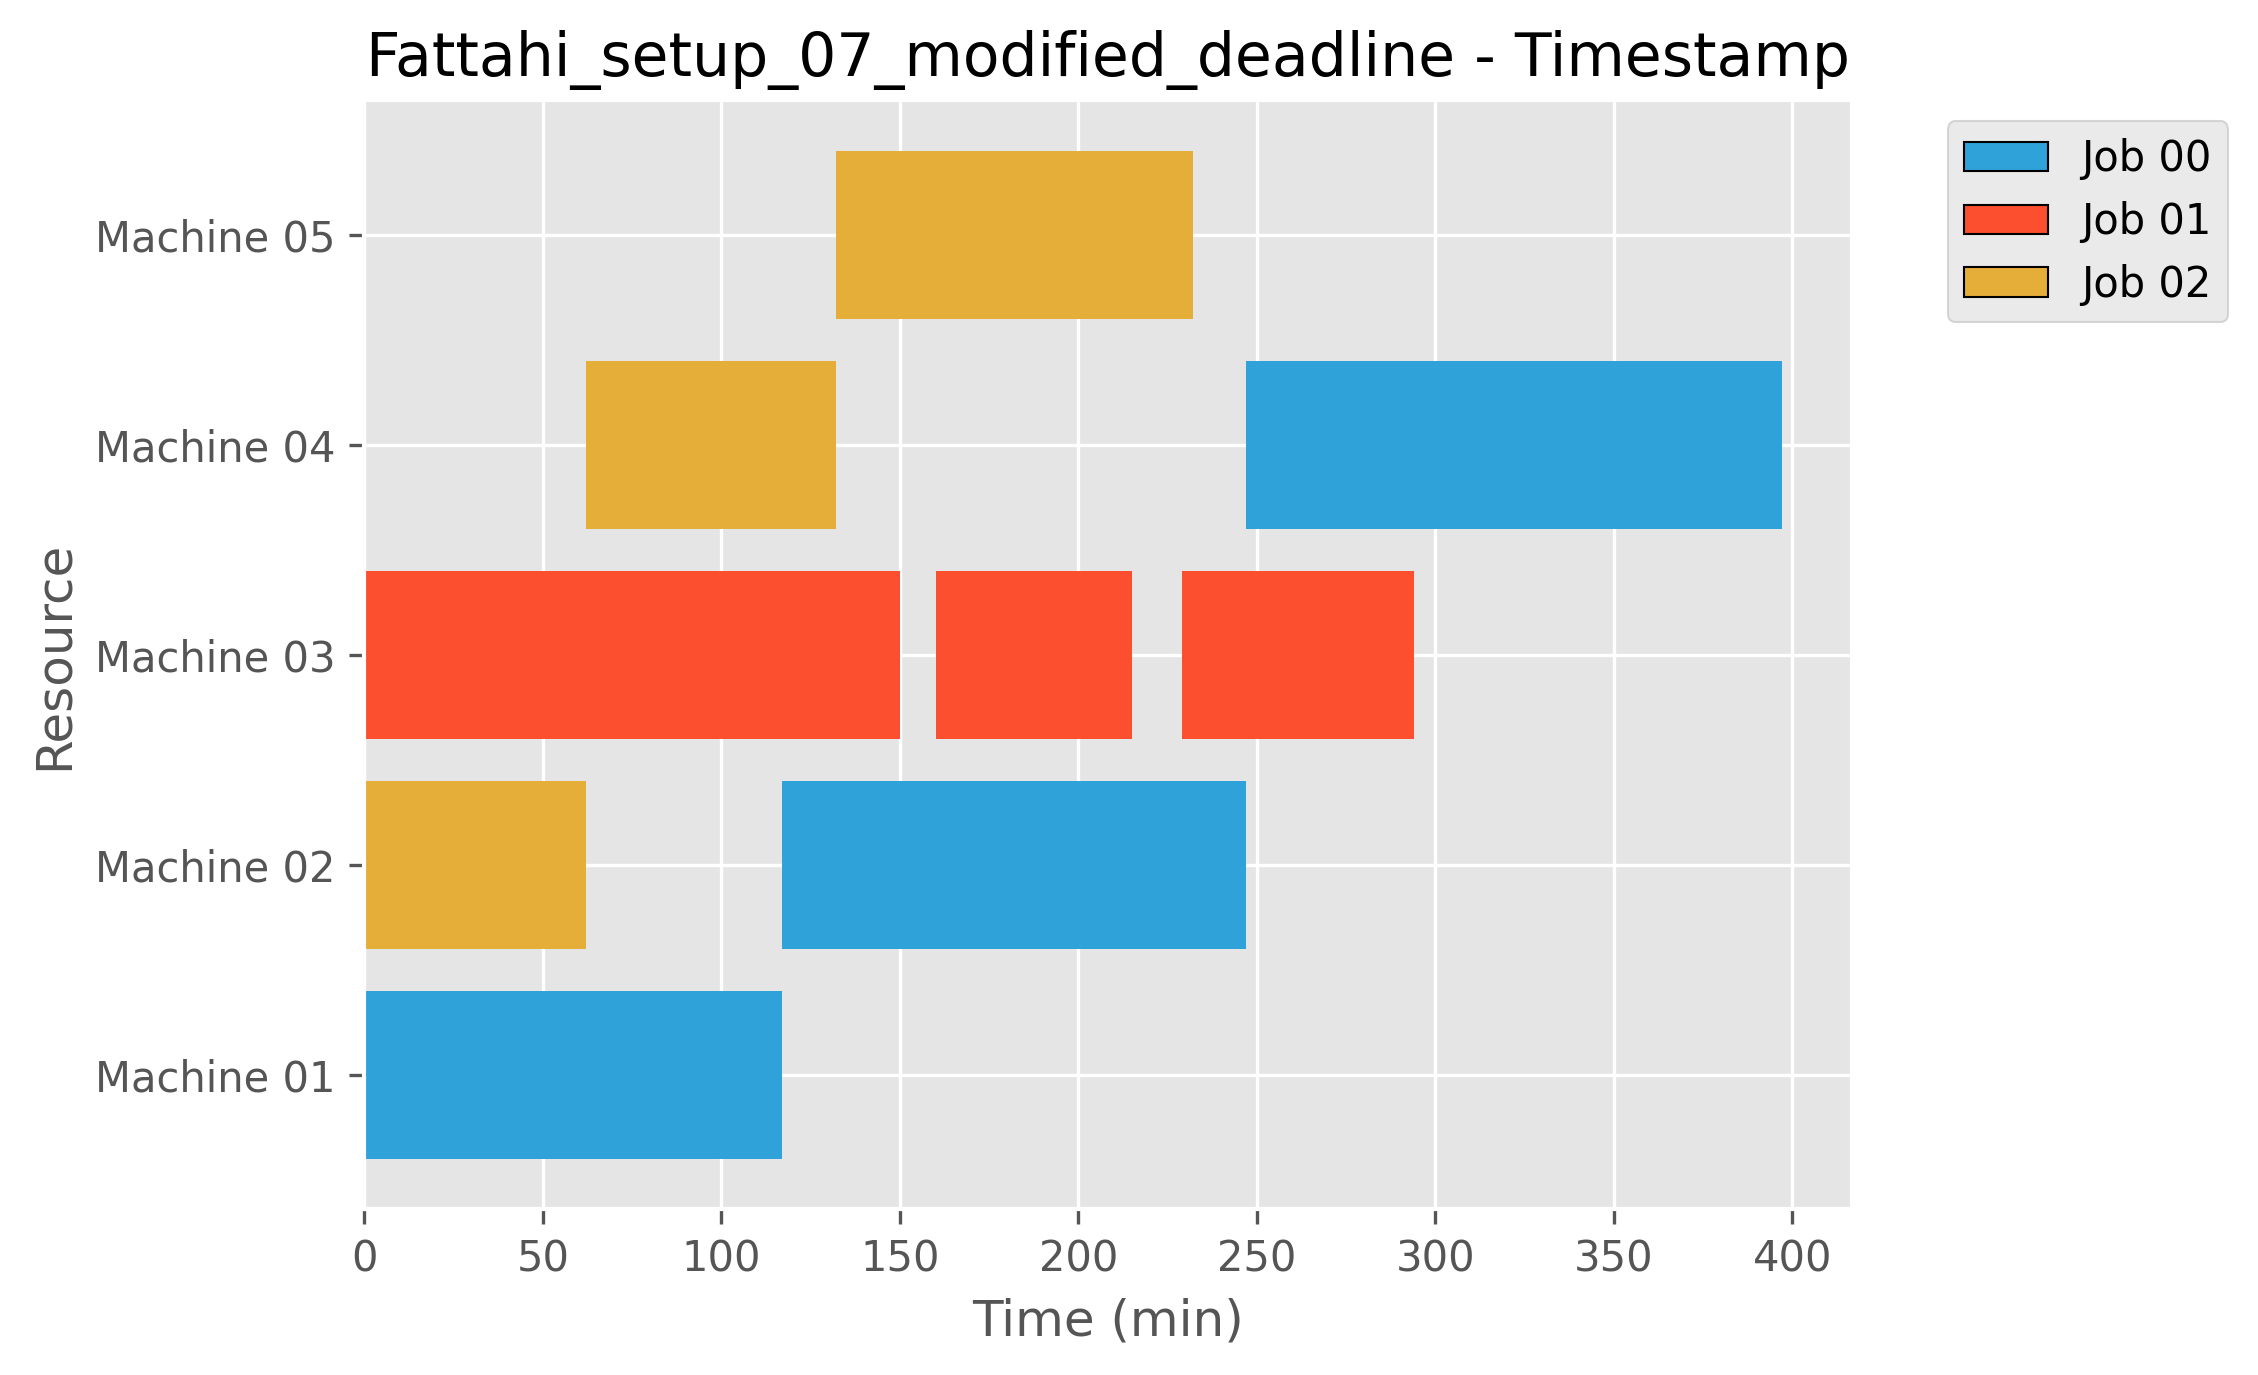 Fattahi_setup_07_modified_deadline - Timestamp
Job 00
Job 01
Job 02
Machine 05
Machine 04
Machine 03
Machine 02
Machine 01
Resource
0 50 100 150 200 250 300 350 400
Time (min)